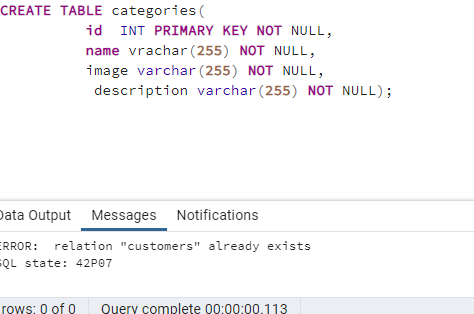 CREATE TABLE categories(
id INT PRIMARY KEY NOT NULL,
name vrachar(255) NOT NULL,
image varchar(255) NOT NULL,
description varchar(255) NOT NULL);
Data Output Messages Notifications
ERROR: relation "customers" already exists
SQL state: 42P07
rows: 0 of 0 Query complete 00:00:00.113